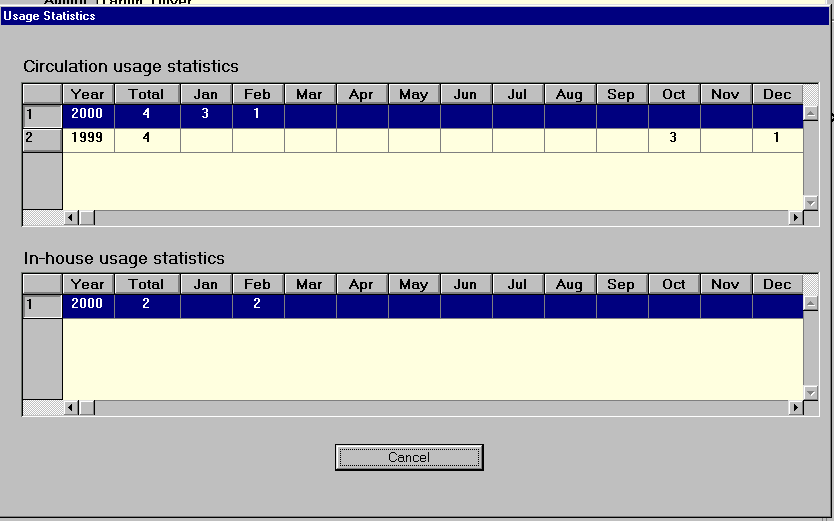 Usage Statistics
Circulation usage statistics
Year Total Jan Feb Mar Apr May Jun Jul Aug Sep Oct Nov Dec
1 2000 4 3 1
2 1999 4 3 1
In-house usage statistics
Year Total Jan Feb Mar Apr May Jun Jul Aug Sep Oct Nov Dec
1 2000 2 2
Cancel